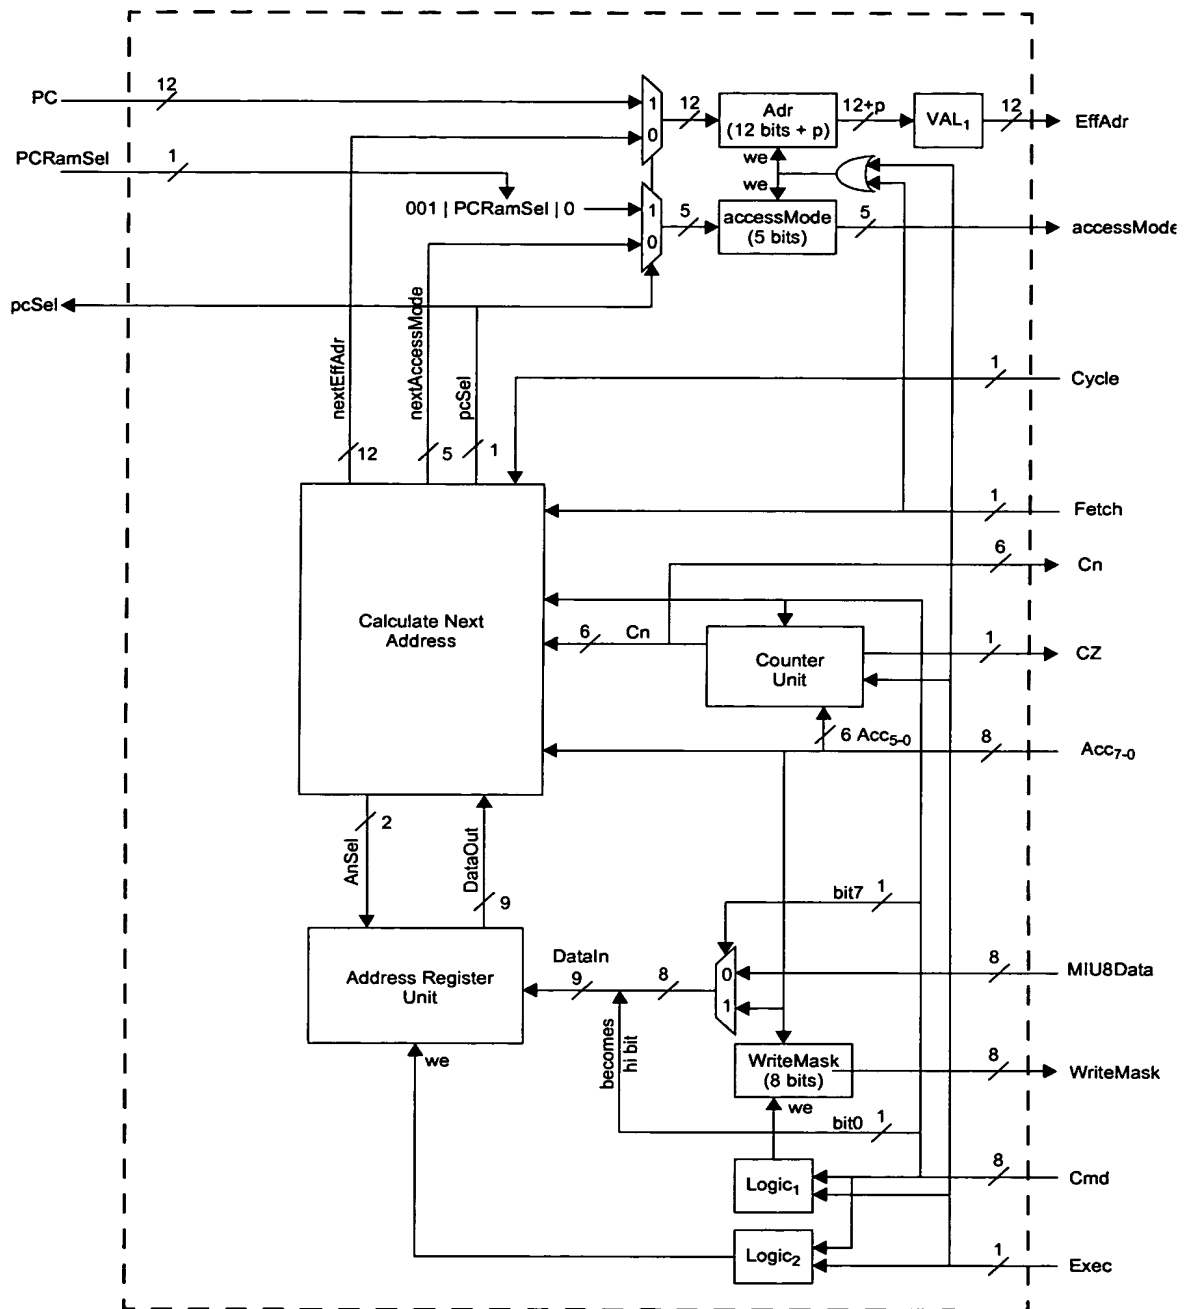 PC
12
1
0
12
Adr
(12 bits + p)
12+p
VAL1
12
EffAdr
PCRamSel
1
we
we
001 | PCRamSel | 0
1
0
5
accessMode
(5 bits)
5
accessMode
pcSel
nextEffAdr
nextAccessMode
pcSel
1
Cycle
12
5
1
1
Fetch
6
Cn
Calculate Next
Address
6
Cn
Counter
Unit
1
CZ
6 Acc5-0
8
Acc7-0
2
AnSel
DataOut
9
bit7
1
Address Register
Unit
DataIn
9
8
0
1
8
MIU8Data
becomes
hi bit
we
WriteMask
(8 bits)
8
WriteMask
we
bit0
1
Logic1
8
Cmd
Logic2
1
Exec